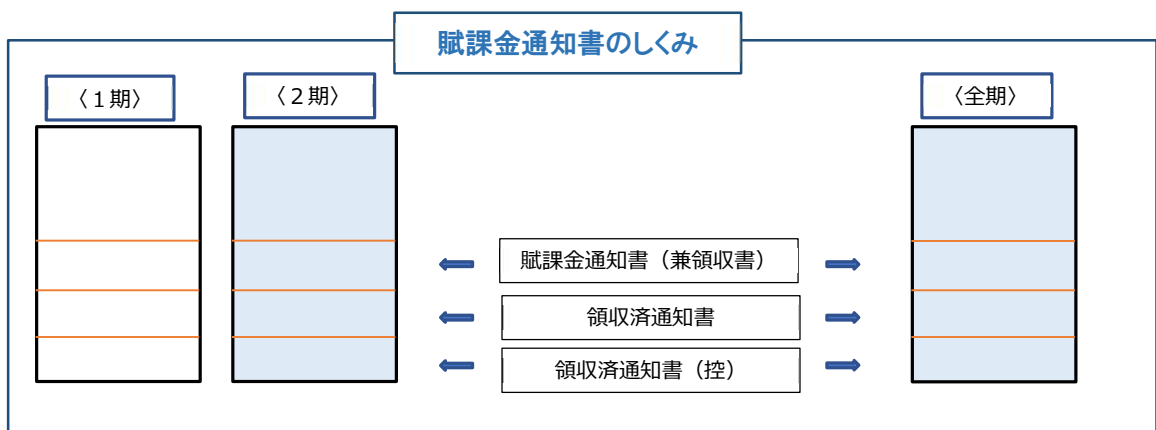 賦課金通知書のしくみ
〈１期〉
〈２期〉
〈全期〉
賦課金通知書（兼領収書）
領収済通知書
領収済通知書（控）